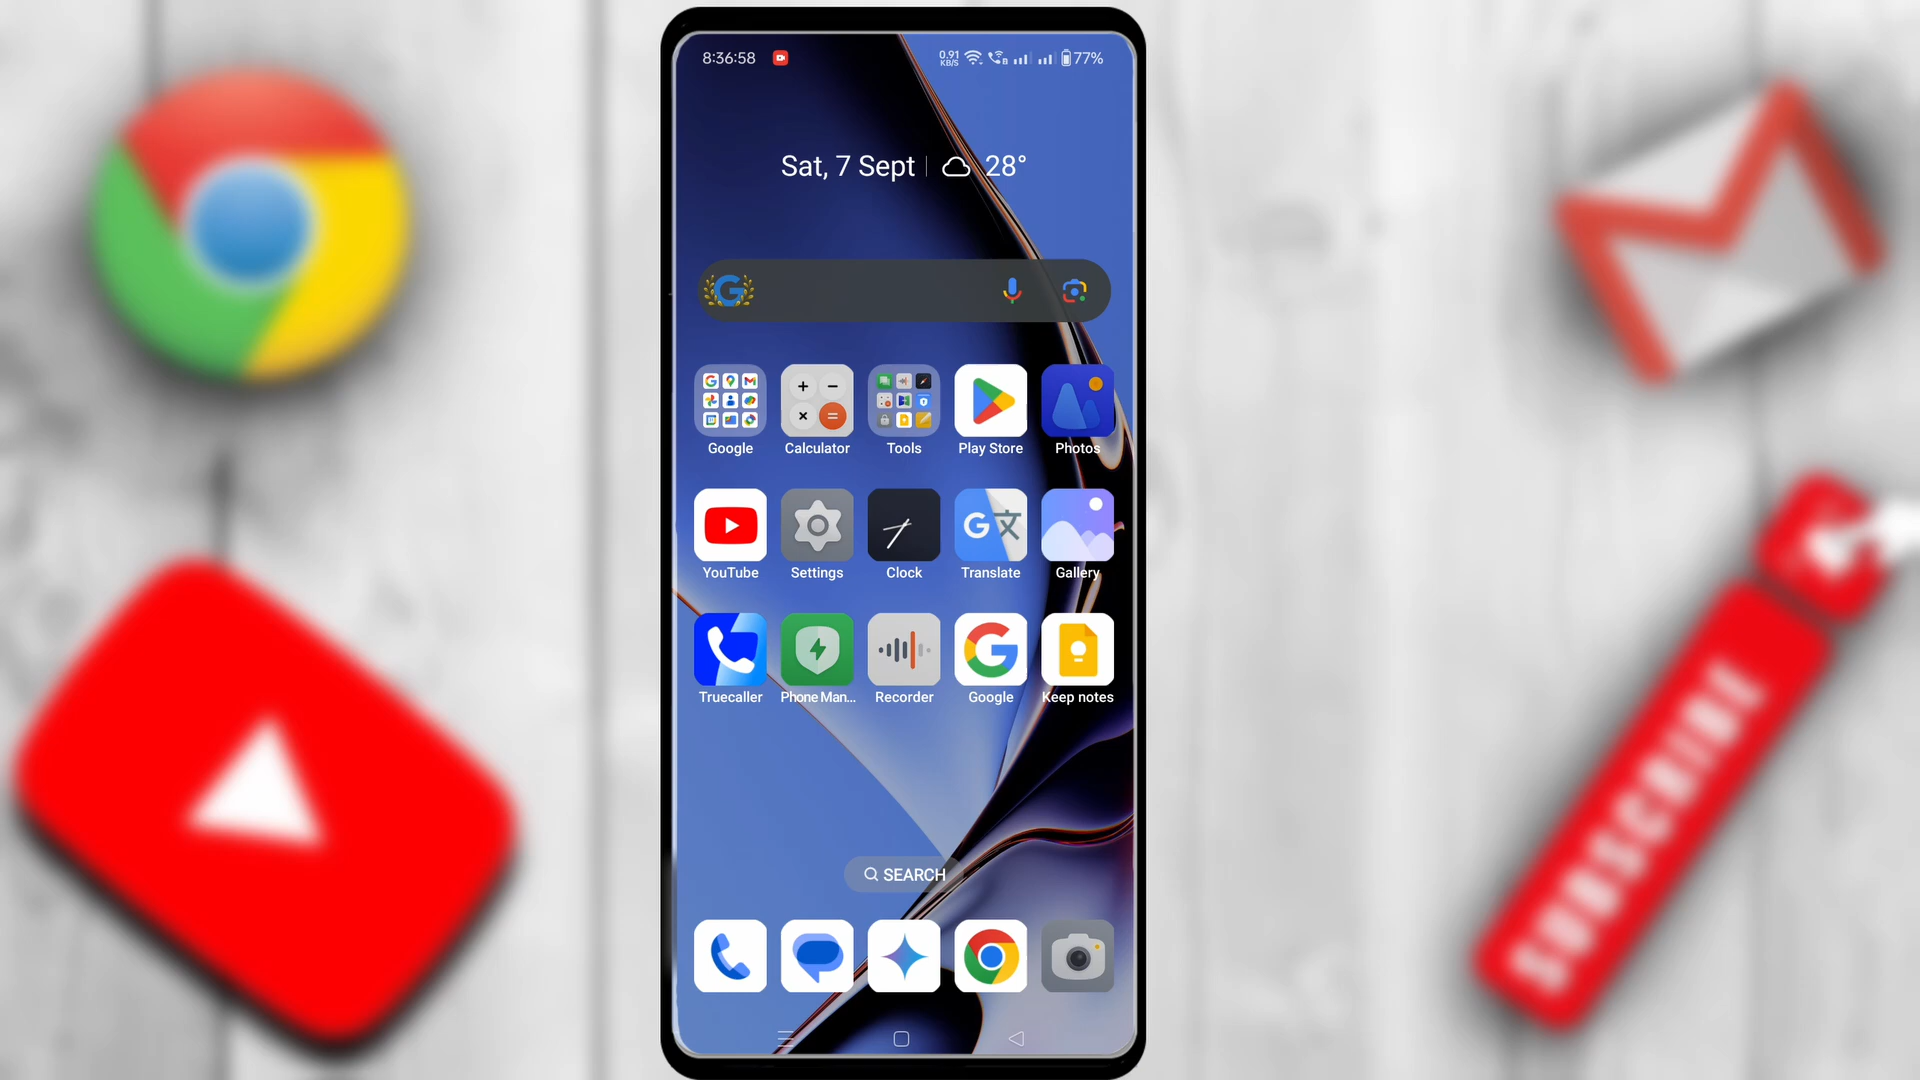 8:36:58
0.91 KB/S
77%
Sat, 7 Sept
28°
Google
Calculator
Tools
Play Store
Photos
YouTube
Settings
Clock
Translate
Gallery
Truecaller
Phone Man...
Recorder
Google
Keep notes
SEARCH
SUBSCRIBE